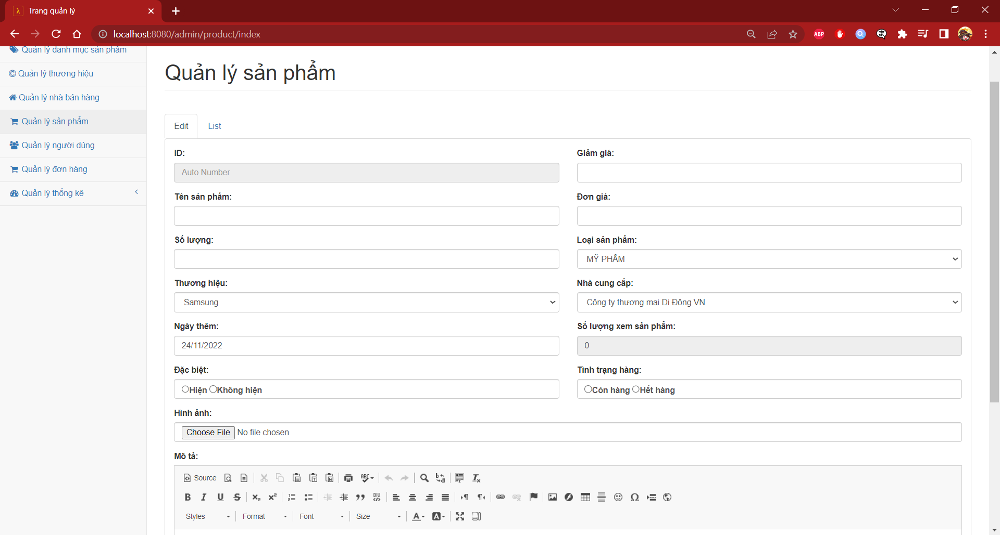 Trang quản lý
localhost:8080/admin/product/index
ABP
Quản lý danh mục sản phẩm
Quản lý thương hiệu
Quản lý nhà bán hàng
Quản lý sản phẩm
Quản lý người dùng
Quản lý đơn hàng
Quản lý thống kê
Quản lý sản phẩm
Edit List
ID: Giảm giá:
Auto Number
Tên sản phẩm: Đơn giá:
Số lượng: Loại sản phẩm:
MỸ PHẨM
Thương hiệu: Nhà cung cấp:
Samsung Công ty thương mại Di Động VN
Ngày thêm: Số lượng xem sản phẩm:
24/11/2022 0
Đặc biệt: Tình trạng hàng:
Hiện Không hiện Còn hàng Hết hàng
Hình ảnh:
Choose File No file chosen
Mô tả:
Source
Styles Format Font Size